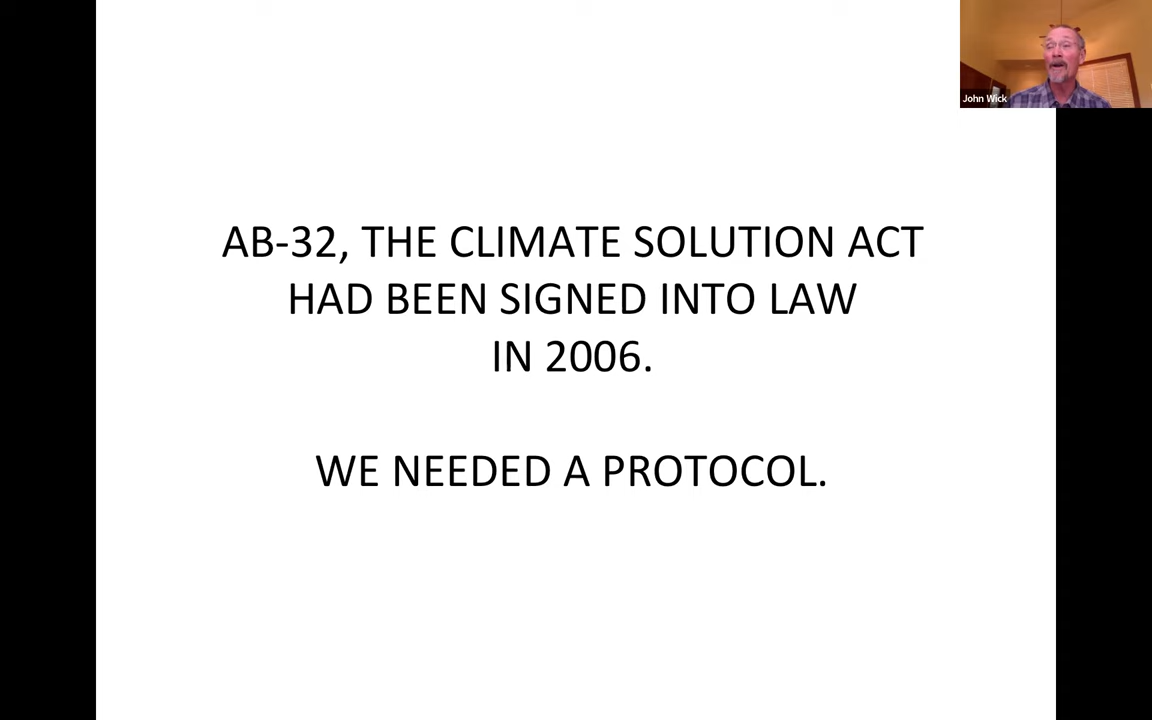 John Wick
AB-32, THE CLIMATE SOLUTION ACT
HAD BEEN SIGNED INTO LAW
IN 2006.
WE NEEDED A PROTOCOL.